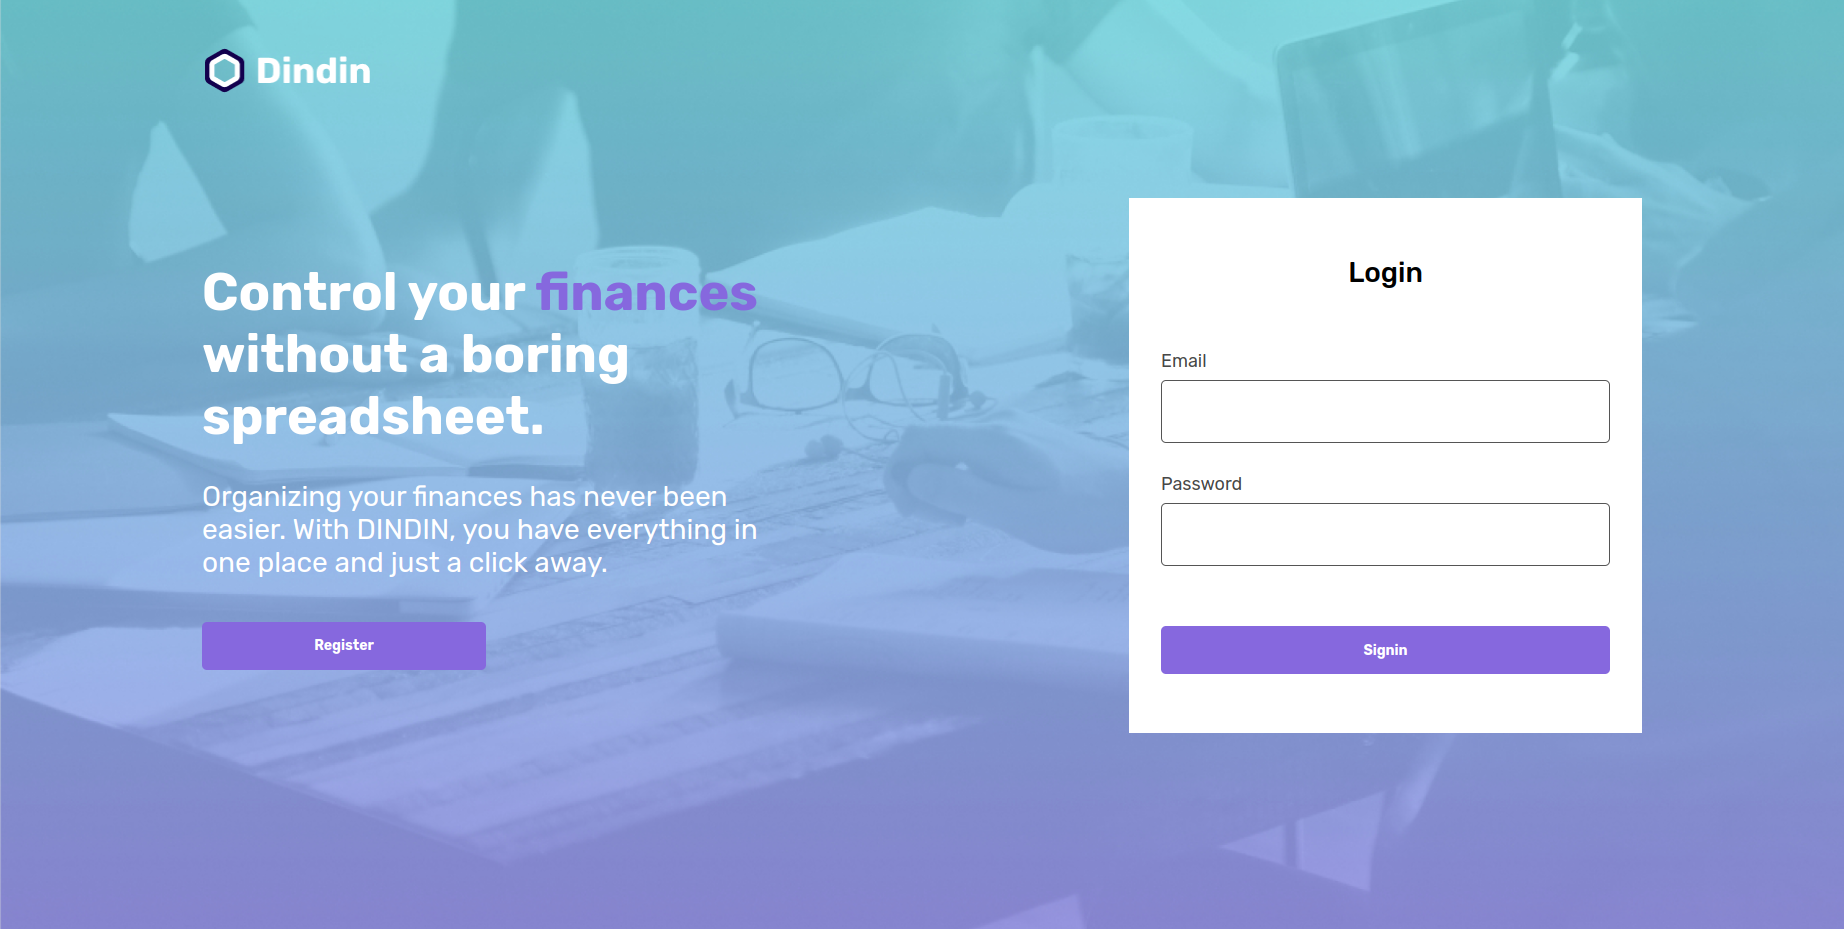 Dindin
Control your finances
without a boring
spreadsheet.
Organizing your finances has never been
easier. With DINDIN, you have everything in
one place and just a click away.
Register
Login
Email
Password
Signin